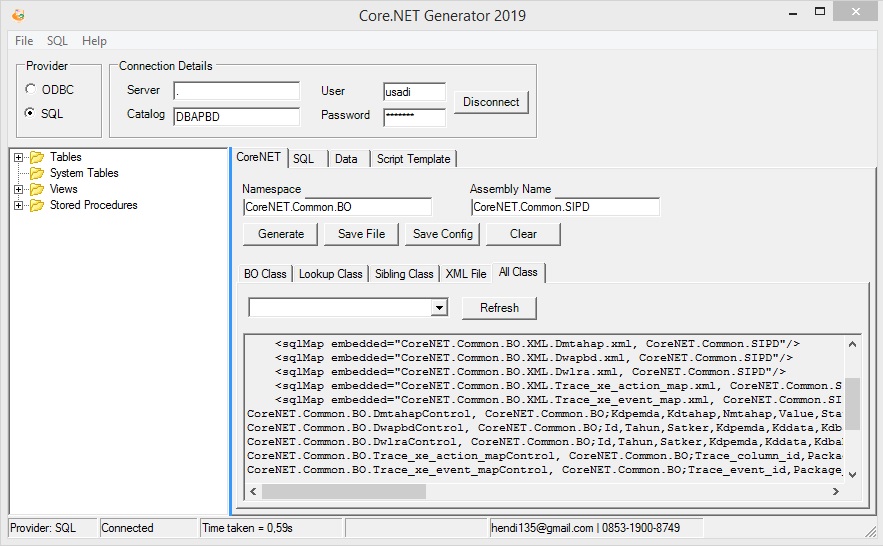 Core.NET Generator 2019
File SQL Help
Provider
ODBC
SQL
Connection Details
Server .
Catalog DBAPBD
User usadi
Password *******
Disconnect
Tables
System Tables
Views
Stored Procedures
CoreNET SQL Data Script Template
Namespace
CoreNET.Common.BO
Assembly Name
CoreNET.Common.SIPD
Generate Save File Save Config Clear
BO Class Lookup Class Sibling Class XML File All Class
Refresh
<sqlMap embedded="CoreNET.Common.BO.XML.Dmtahap.xml, CoreNET.Common.SIPD"/>
<sqlMap embedded="CoreNET.Common.BO.XML.Dwapbd.xml, CoreNET.Common.SIPD"/>
<sqlMap embedded="CoreNET.Common.BO.XML.Dwlra.xml, CoreNET.Common.SIPD"/>
<sqlMap embedded="CoreNET.Common.BO.XML.Trace_xe_action_map.xml, CoreNET.Common.S
<sqlMap embedded="CoreNET.Common.BO.XML.Trace_xe_event_map.xml, CoreNET.Common.SI
CoreNET.Common.BO.DmtahapControl, CoreNET.Common.BO;Kdpemda,Kdtahap,Nmtahap,Value,Sta
CoreNET.Common.BO.DwapbdControl, CoreNET.Common.BO;Id,Tahun,Satker,Kdpemda,Kddata,Kdb
CoreNET.Common.BO.DwlraControl, CoreNET.Common.BO;Id,Tahun,Satker,Kdpemda,Kddata,Kdba
CoreNET.Common.BO.Trace_xe_action_mapControl, CoreNET.Common.BO;Trace_column_id,Packa
CoreNET.Common.BO.Trace_xe_event_mapControl, CoreNET.Common.BO;Trace_event_id,Package
Provider: SQL Connected Time taken = 0,59s hendi135@gmail.com | 0853-1900-8749